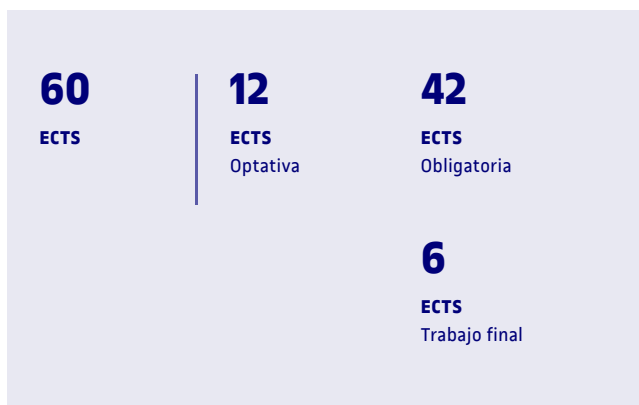 60
ECTS
12
ECTS
Optativa
42
ECTS
Obligatoria
6
ECTS
Trabajo final